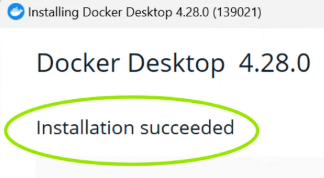 Installing Docker Desktop 4.28.0 (139021)
Docker Desktop 4.28.0
Installation succeeded